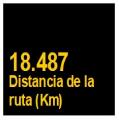 18.487
Distancia de la
ruta (Km)